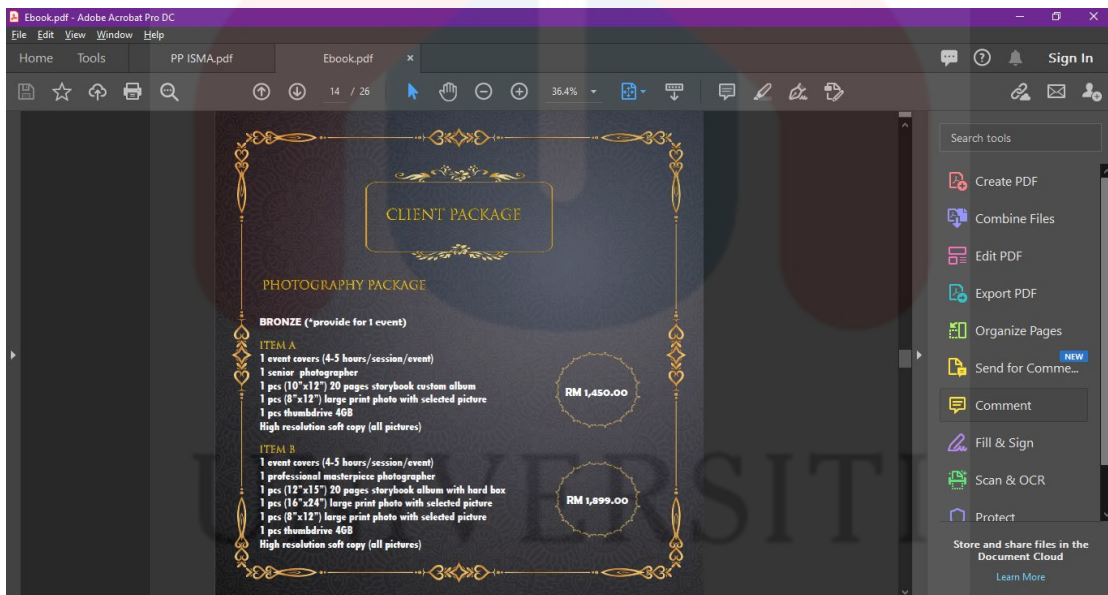 Ebook.pdf - Adobe Acrobat Pro DC
File Edit View Window Help
Home Tools PP ISMA.pdf Ebook.pdf × Sign In
14 / 26 36.4%
CLIENT PACKAGE
PHOTOGRAPHY PACKAGE
BRONZE (*provide for 1 event)
ITEM A
1 event covers (4-5 hours/session/event)
1 senior photographer
1 pcs (10"x12") 20 pages storybook custom album
1 pcs (8"x12") large print photo with selected picture
1 pcs thumbdrive 4GB
High resolution soft copy (all pictures)
RM 1,450.00
ITEM B
1 event covers (4-5 hours/session/event)
1 professional masterpiece photographer
1 pcs (12"x15") 20 pages storybook album with hard box
1 pcs (16"x24") large print photo with selected picture
1 pcs (8"x12") large print photo with selected picture
1 pcs thumbdrive 4GB
High resolution soft copy (all pictures)
RM 1,899.00
Search tools
Create PDF
Combine Files
Edit PDF
Export PDF
Organize Pages
NEW
Send for Comme...
Comment
Fill & Sign
Scan & OCR
Protect
Store and share files in the
Document Cloud
Learn More
UNIVERSITI